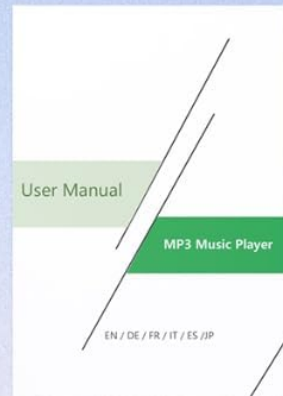 User Manual
MP3 Music Player
EN / DE / FR / IT / ES /JP